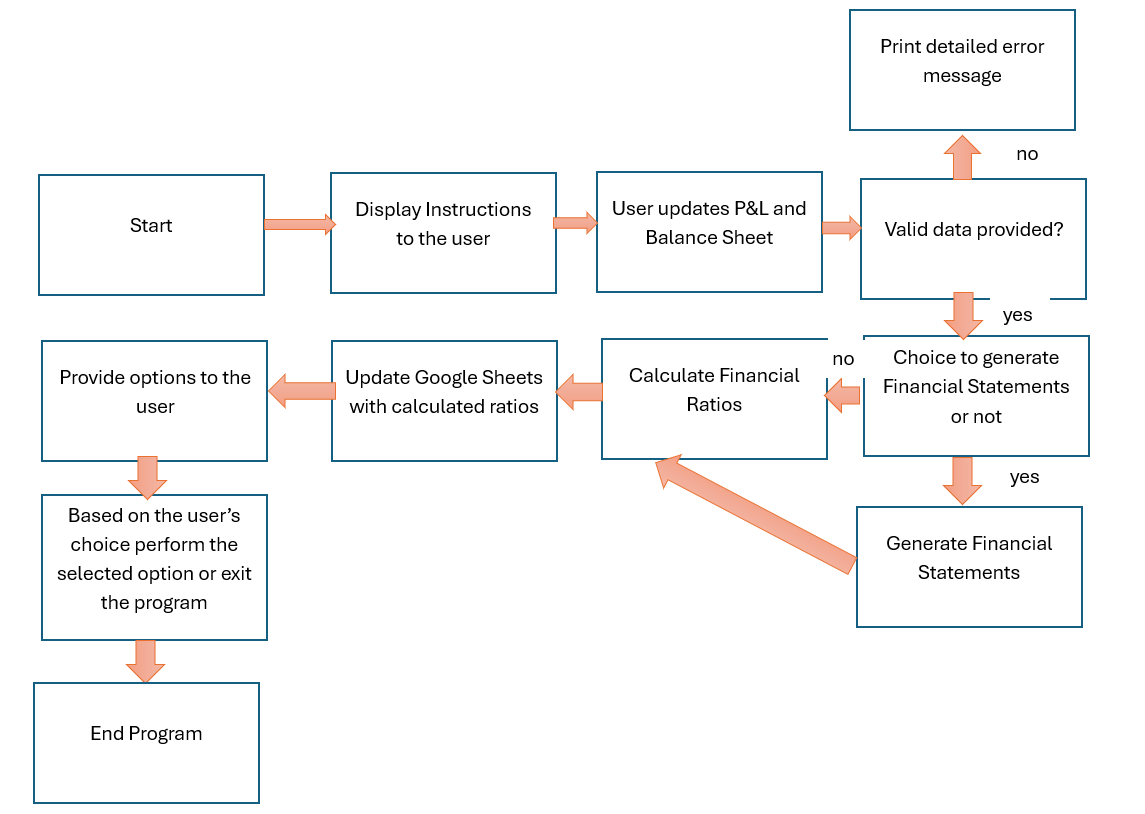 Print detailed error
message
no
Start
Display Instructions
to the user
User updates P&L and
Balance Sheet
Valid data provided?
yes
Choice to generate
Financial Statements
or not
no
Calculate Financial
Ratios
Update Google Sheets
with calculated ratios
Provide options to the
user
yes
Generate Financial
Statements
Based on the user’s
choice perform the
selected option or exit
the program
End Program